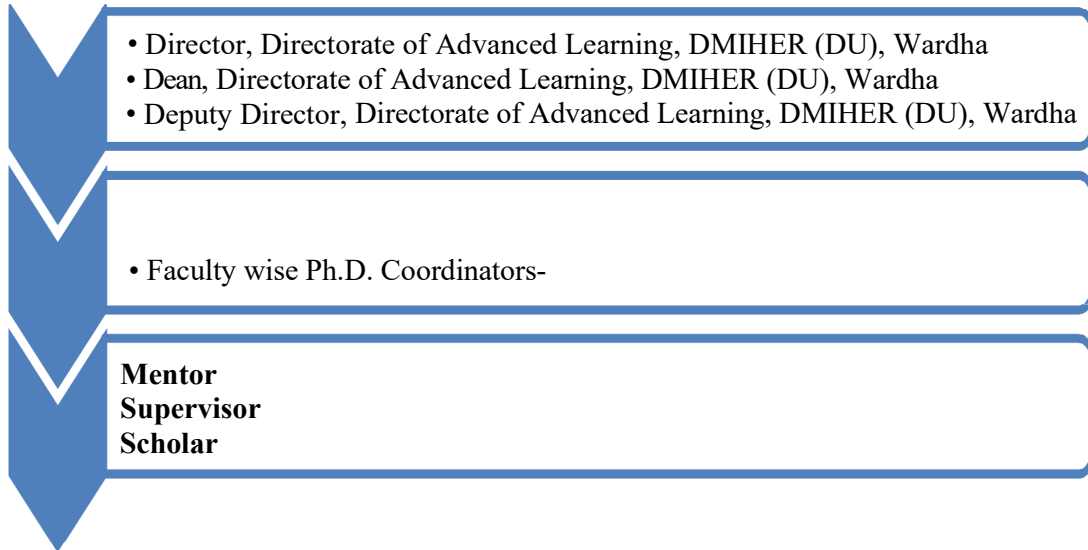 • Director, Directorate of Advanced Learning, DMIHER (DU), Wardha
• Dean, Directorate of Advanced Learning, DMIHER (DU), Wardha
• Deputy Director, Directorate of Advanced Learning, DMIHER (DU), Wardha
• Faculty wise Ph.D. Coordinators-
Mentor
Supervisor
Scholar